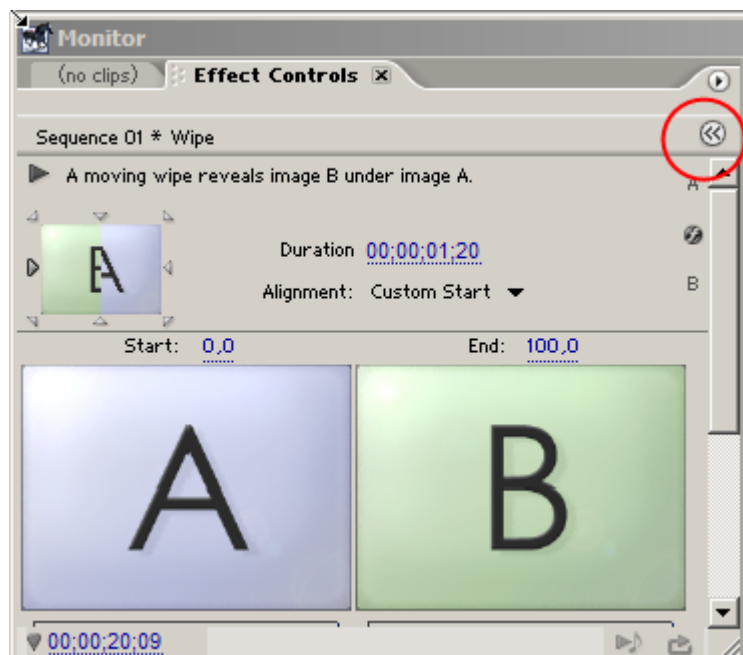 Monitor
(no clips) Effect Controls
Sequence 01 * Wipe
A moving wipe reveals image B under image A.
A
A
Duration 00;00;01;20
Alignment: Custom Start
B
Start: 0,0 End: 100,0
A B
00;00;20;09